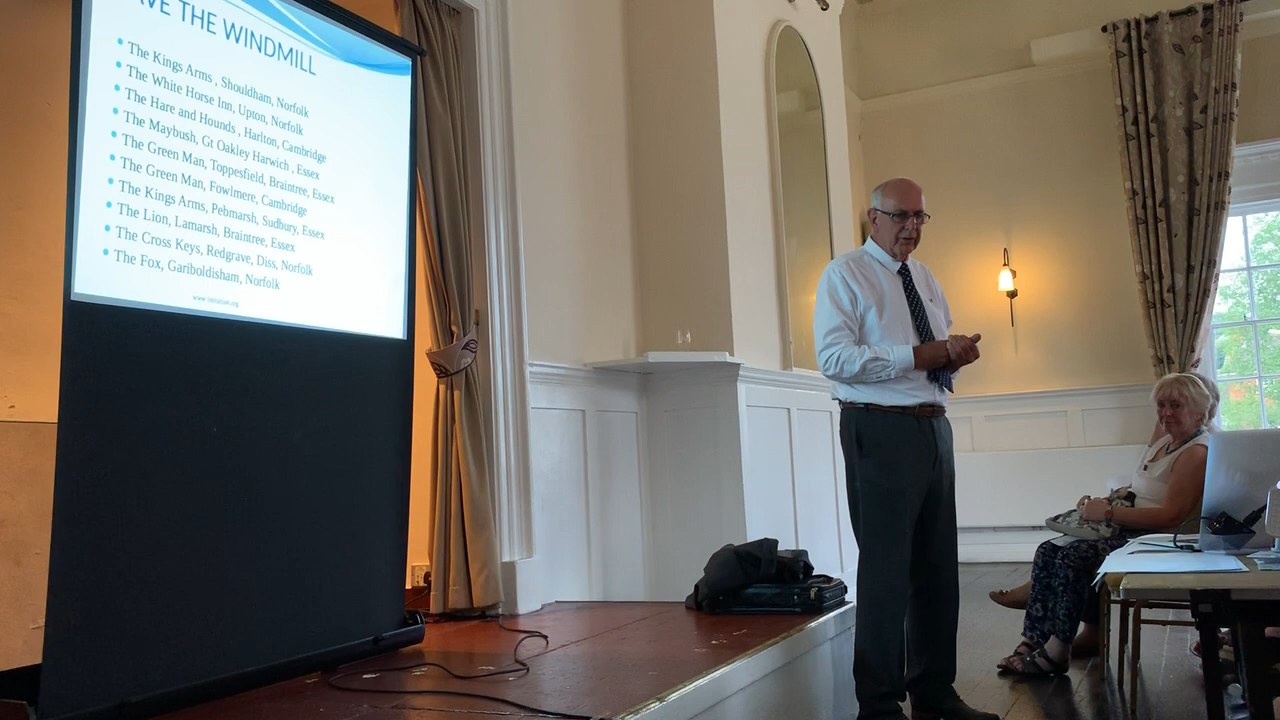 AVE THE WINDMILL
The Kings Arms , Shouldham, Norfolk
The White Horse Inn, Upton, Norfolk
The Hare and Hounds , Harlton, Cambridge
The Maybush, Gt Oakley Harwich , Essex
The Green Man, Toppesfield, Braintree, Essex
The Green Man, Fowlmere, Cambridge
The Kings Arms, Pebmarsh, Sudbury, Essex
The Lion, Lamarsh, Braintree, Essex
The Cross Keys, Redgrave, Diss, Norfolk
The Fox, Gariboldisham, Norfolk